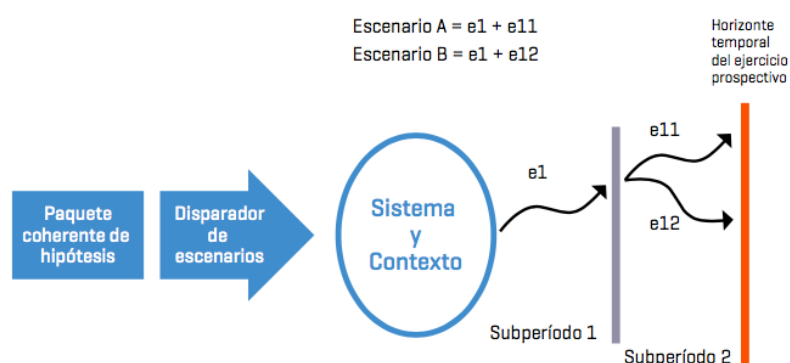 Escenario A = e1 + e11
Escenario B = e1 + e12
Horizonte
temporal
del ejercicio
prospectivo
Paquete
coherente de
hipótesis
Disparador
de
escenarios
Sistema
y
Contexto
e1
e11
e12
Subperíodo 1
Subperíodo 2